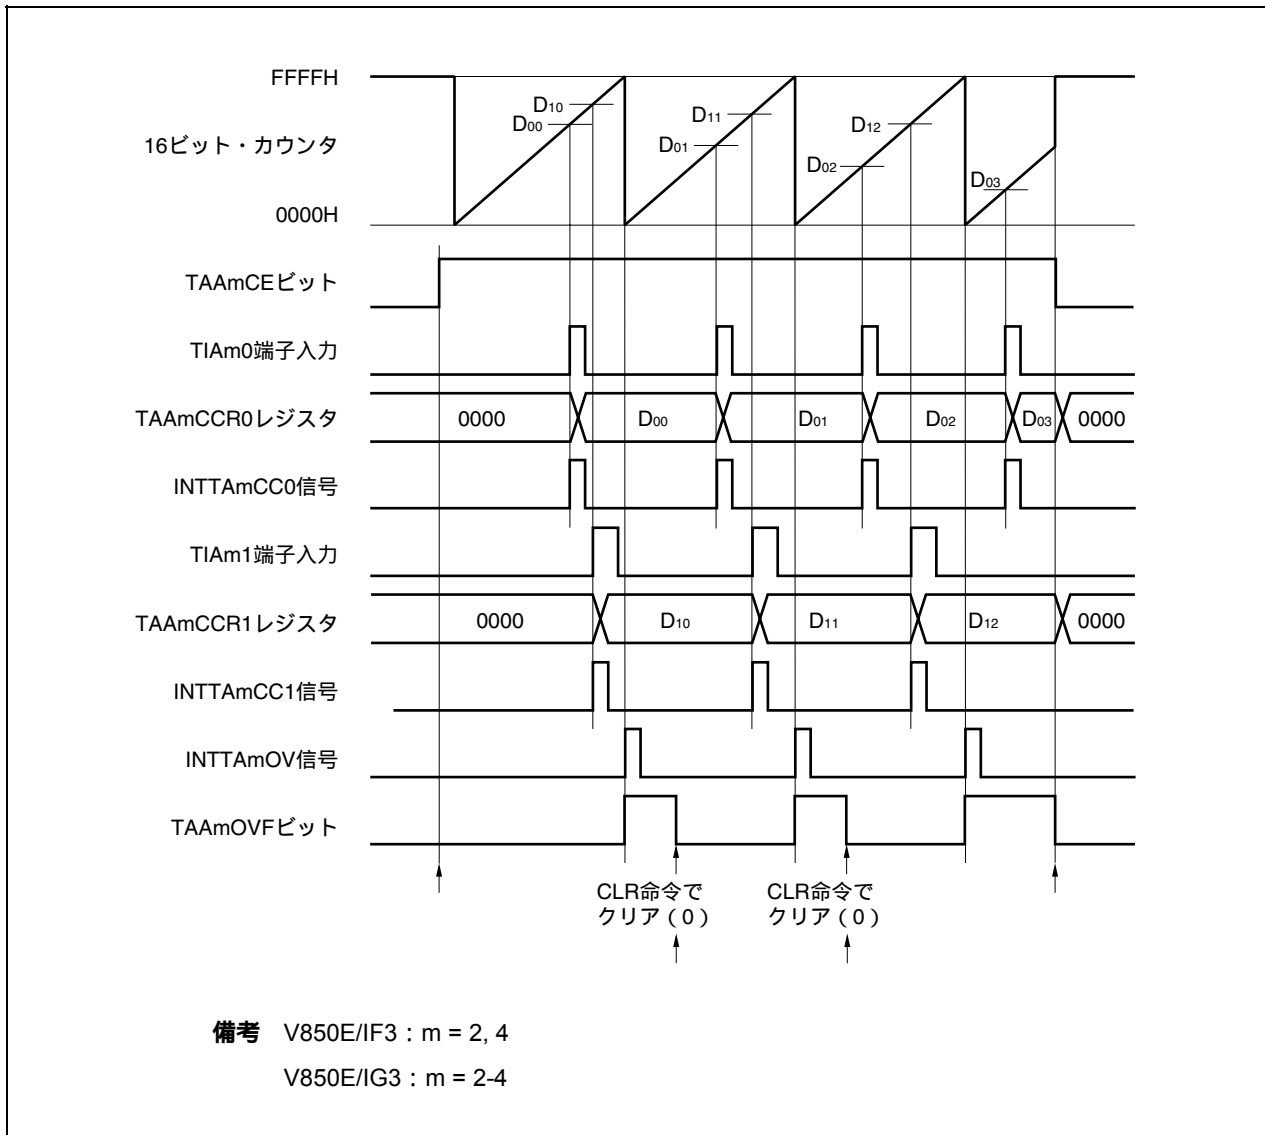 FFFFH
D10
D00
D11
D01
D12
D02
D03
16ビット・カウンタ
0000H
TAAmCEビット
TIAm0端子入力
TAAmCCR0レジスタ
0000
D00
D01
D02
D03
0000
INTTAmCC0信号
TIAm1端子入力
TAAmCCR1レジスタ
0000
D10
D11
D12
0000
INTTAmCC1信号
INTTAmOV信号
TAAmOVFビット
CLR命令で
クリア(0)
CLR命令で
クリア(0)
備考 V850E/IF3:m = 2, 4
V850E/IG3:m = 2-4